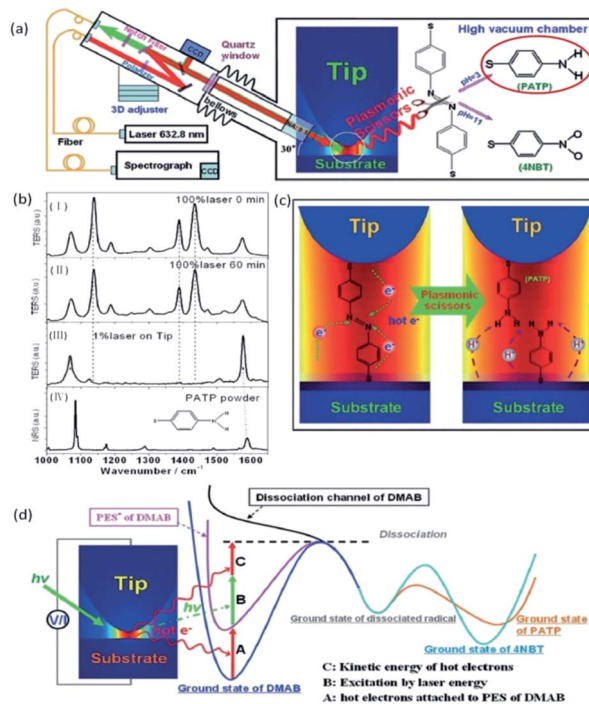 (a)
High vacuum chamber
Notch Filter
Polarizer
CCD
Quartz
window
bellows
3D adjuster
Fiber
Laser 632.8 nm
Spectrograph
CCD
30°
Tip
Substrate
Plasmonic
Scissors
S
N
N
S
pH=3
pH=11
S
N
H
H
(PATP)
S
N
O
O
(4NBT)
(b)
(I)
100%laser 0 min
TERS (a.u)
(II)
100%laser 60 min
TERS (a.u)
(III)
1%laser on Tip
TERS (a.u)
(IV)
PATP powder
NRS (a.u)
S
N
H
H
1000 1100 1200 1300 1400 1500 1600
Wavenumber / cm-1
(c)
Tip
S
e-
N
N
hot e-
e-
e-
S
Substrate
Plasmonic
scissors
Tip
S
(PATP)
N
H H
H H
N
H
H
H
S
Substrate
(d)
Dissociation channel of DMAB
PES- of DMAB
Dissociation
hν
Tip
V/I
hν
hot e-
Substrate
C
B
A
Ground state of dissociated radical
Ground state
of PATP
Ground state of 4NBT
Ground state of DMAB
C: Kinetic energy of hot electrons
B: Excitation by laser energy
A: hot electrons attached to PES of DMAB